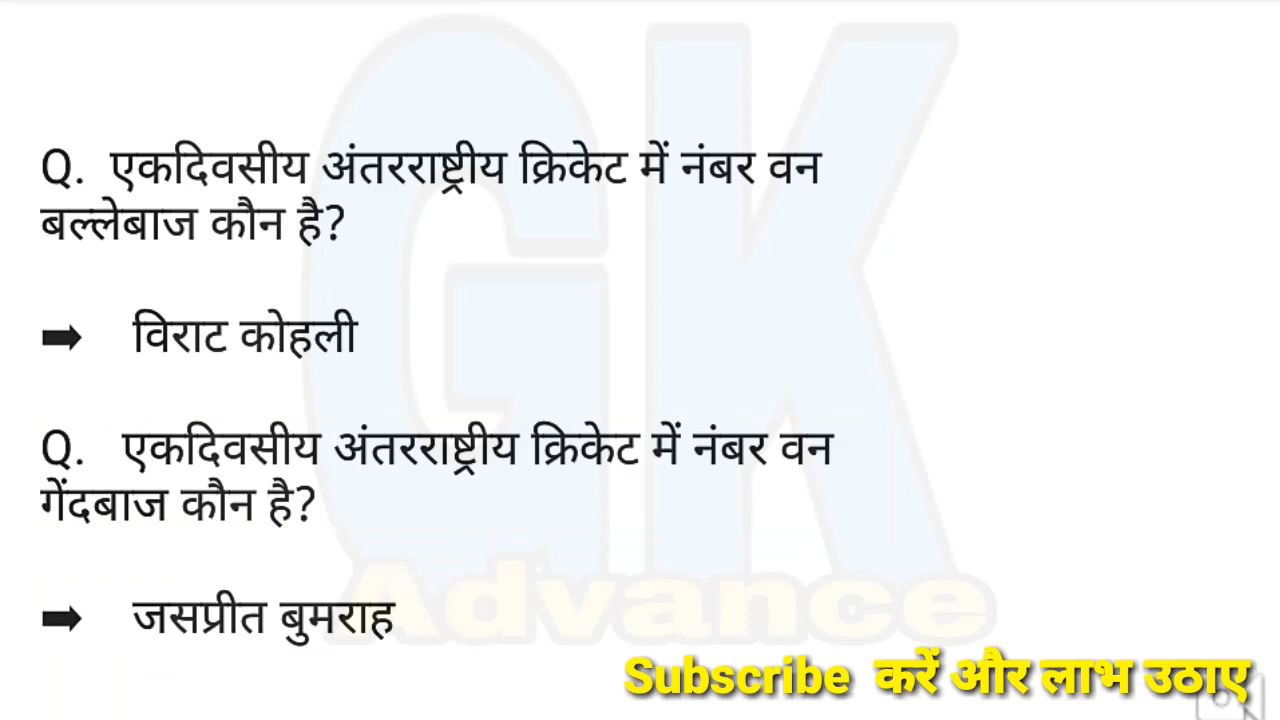 GK
Advance
Q. एकदिवसीय अंतरराष्ट्रीय क्रिकेट में नंबर वन
बल्लेबाज कौन है?
➡ विराट कोहली
Q. एकदिवसीय अंतरराष्ट्रीय क्रिकेट में नंबर वन
गेंदबाज कौन है?
➡ जसप्रीत बुमराह
Subscribe करें और लाभ उठाए